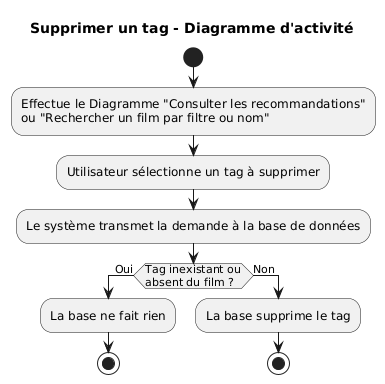 Supprimer un tag - Diagramme d'activité
Effectue le Diagramme "Consulter les recommandations"
ou "Rechercher un film par filtre ou nom"
Utilisateur sélectionne un tag à supprimer
Le système transmet la demande à la base de données
Oui
Tag inexistant ou
absent du film ?
Non
La base ne fait rien
La base supprime le tag